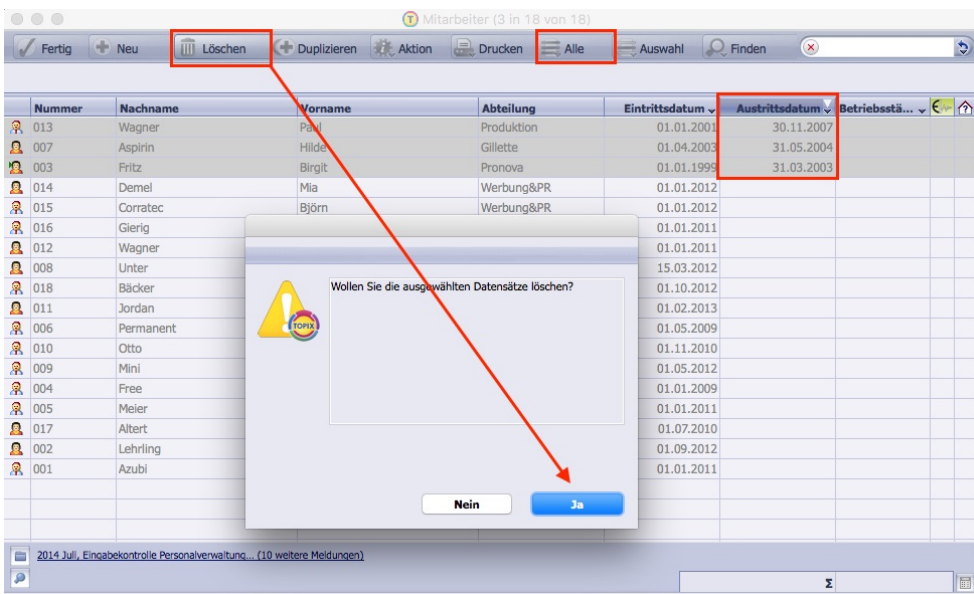 Mitarbeiter (3 in 18 von 18)
Fertig Neu Löschen Duplizieren Aktion Drucken Alle Auswahl Finden
Nummer Nachname Vorname Abteilung Eintrittsdatum Austrittsdatum Betriebsstä...
013 Wagner Paul Produktion 01.01.2001 30.11.2007
007 Aspirin Hilde Gillette 01.04.2003 31.05.2004
003 Fritz Birgit Pronova 01.01.1999 31.03.2003
014 Demel Mia Werbung&PR 01.01.2012
015 Corratec Björn Werbung&PR 01.01.2012
016 Gierig 01.01.2011
012 Wagner 01.01.2011
008 Unter 15.03.2012
018 Bäcker 01.10.2012
011 Jordan 01.02.2013
006 Permanent 01.05.2009
010 Otto 01.11.2010
009 Mini 01.05.2012
004 Free 01.01.2009
005 Meier 01.01.2011
017 Altert 01.07.2010
002 Lehrling 01.09.2012
001 Azubi 01.01.2011
Wollen Sie die ausgewählten Datensätze löschen?
TOPIX
Nein Ja
2014 Juli, Eingabekontrolle Personalverwaltung... (10 weitere Meldungen)
Σ